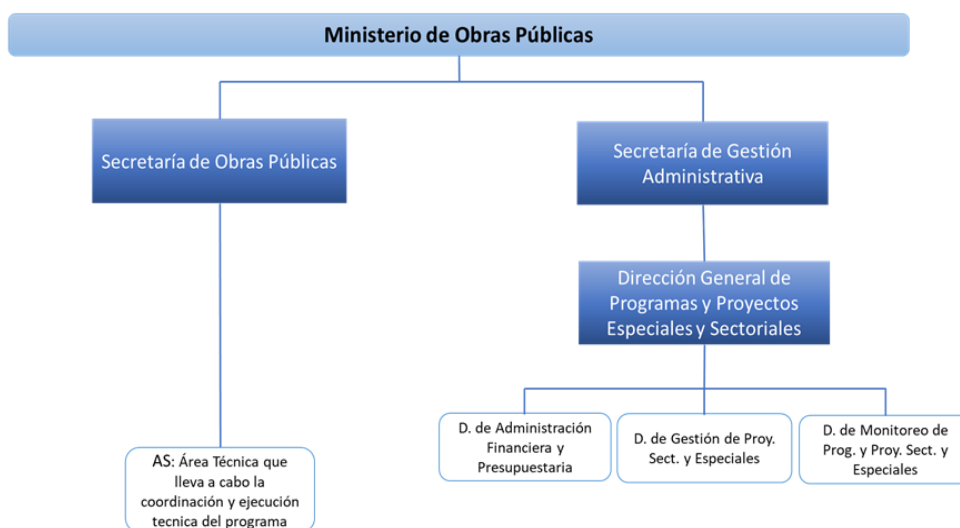 Ministerio de Obras Públicas
Secretaría de Obras Públicas
Secretaría de Gestión
Administrativa
Dirección General de
Programas y Proyectos
Especiales y Sectoriales
D. de Administración
Financiera y
Presupuestaria
D. de Gestión de Proy.
Sect. y Especiales
D. de Monitoreo de
Prog. y Proy. Sect. y
Especiales
AS: Área Técnica que
lleva a cabo la
coordinación y ejecución
tecnica del programa